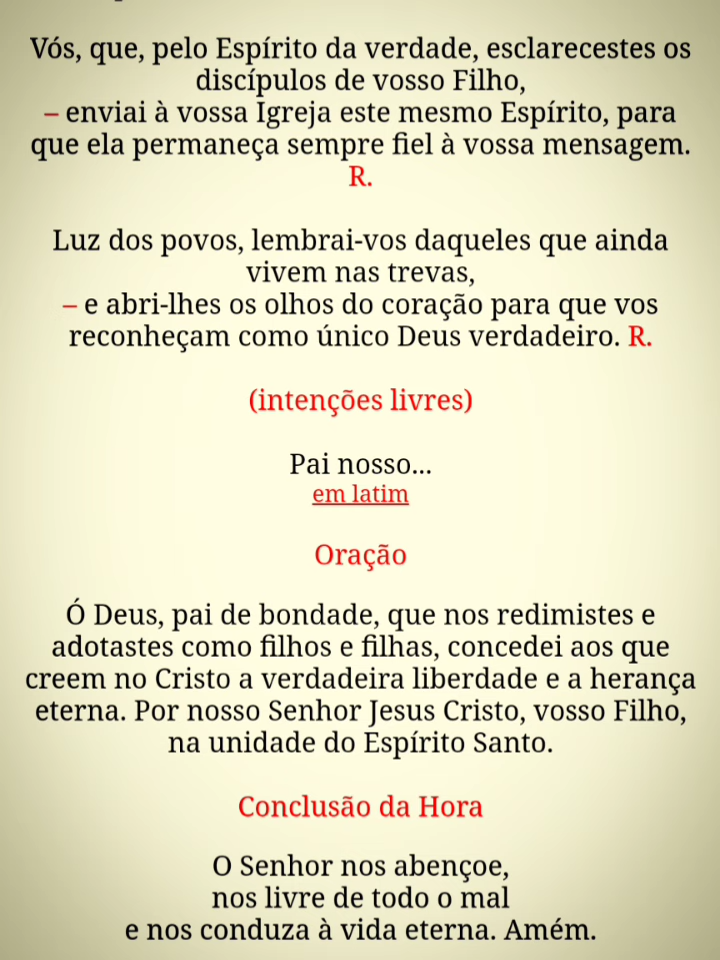 Vós, que, pelo Espírito da verdade, esclarecestes os
discípulos de vosso Filho,
– enviai à vossa Igreja este mesmo Espírito, para
que ela permaneça sempre fiel à vossa mensagem.
R.
Luz dos povos, lembrai-vos daqueles que ainda
vivem nas trevas,
– e abri-lhes os olhos do coração para que vos
reconheçam como único Deus verdadeiro. R.
(intenções livres)
Pai nosso...
em latim
Oração
Ó Deus, pai de bondade, que nos redimistes e
adotastes como filhos e filhas, concedei aos que
creem no Cristo a verdadeira liberdade e a herança
eterna. Por nosso Senhor Jesus Cristo, vosso Filho,
na unidade do Espírito Santo.
Conclusão da Hora
O Senhor nos abençoe,
nos livre de todo o mal
e nos conduza à vida eterna. Amém.